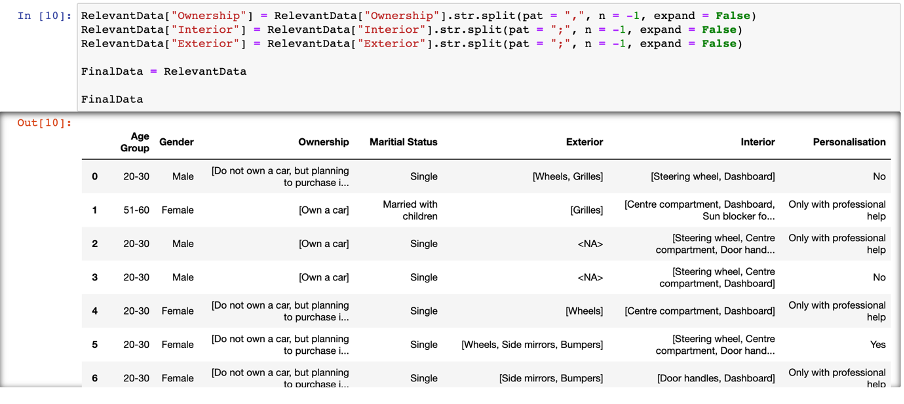 In [10]: RelevantData["Ownership"] = RelevantData["Ownership"].str.split(pat = ",", n = -1, expand = False)
RelevantData["Interior"] = RelevantData["Interior"].str.split(pat = ";", n = -1, expand = False)
RelevantData["Exterior"] = RelevantData["Exterior"].str.split(pat = ";", n = -1, expand = False)
FinalData = RelevantData
FinalData
Out[10]:
Age Group Gender Ownership Maritial Status Exterior Interior Personalisation
0 20-30 Male [Do not own a car, but planning to purchase i... Single [Wheels, Grilles] [Steering wheel, Dashboard] No
1 51-60 Female [Own a car] Married with children [Grilles] [Centre compartment, Dashboard, Sun blocker fo... Only with professional help
2 20-30 Male [Own a car] Single <NA> [Steering wheel, Centre compartment, Door hand... Only with professional help
3 20-30 Male [Own a car] Single <NA> [Steering wheel, Centre compartment, Dashboard] No
4 20-30 Female [Do not own a car, but planning to purchase i... Single [Wheels] [Centre compartment, Dashboard] Only with professional help
5 20-30 Female [Do not own a car, but planning to purchase i... Single [Wheels, Side mirrors, Bumpers] [Steering wheel, Centre compartment, Door hand... Yes
6 20-30 Female [Do not own a car, but planning to purchase i... Single [Side mirrors, Bumpers] [Door handles, Dashboard] Only with professional help